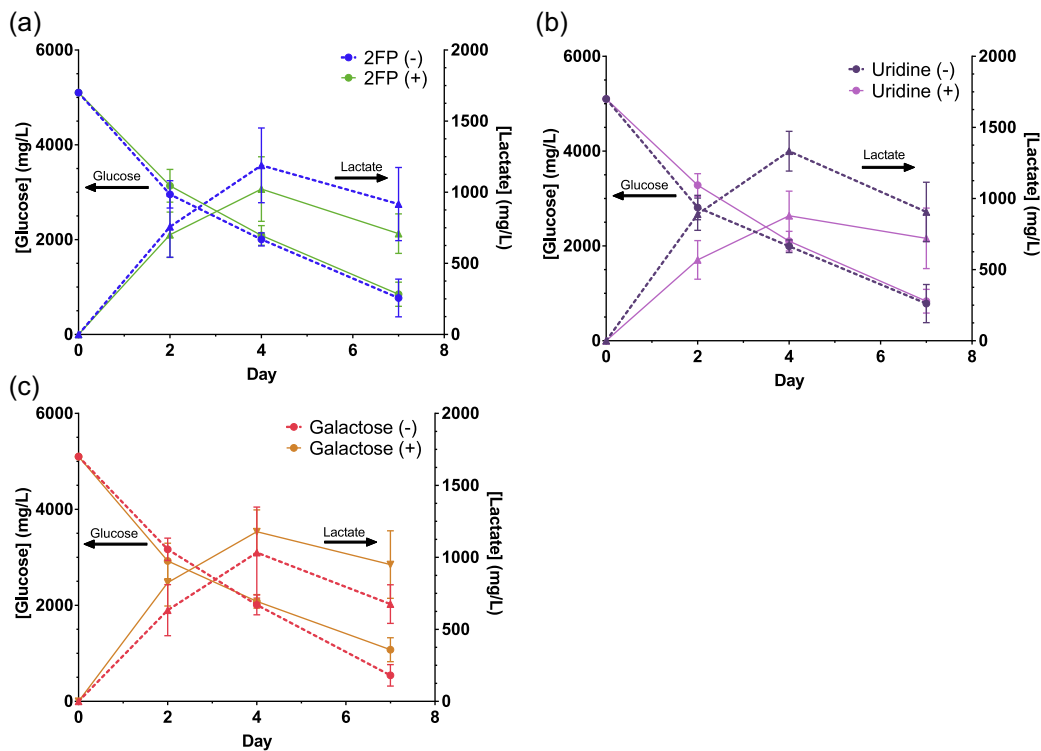 (a)
6000
4000
2000
0
[Glucose] (mg/L)
2FP (-)
2FP (+)
Glucose
Lactate
2000
1500
1000
500
0
[Lactate] (mg/L)
0 2 4 6 8
Day
(b)
6000
4000
2000
0
[Glucose] (mg/L)
Uridine (-)
Uridine (+)
Glucose
Lactate
2000
1500
1000
500
0
[Lactate] (mg/L)
0 2 4 6 8
Day
(c)
6000
4000
2000
0
[Glucose] (mg/L)
Galactose (-)
Galactose (+)
Glucose
Lactate
2000
1500
1000
500
0
[Lactate] (mg/L)
0 2 4 6 8
Day